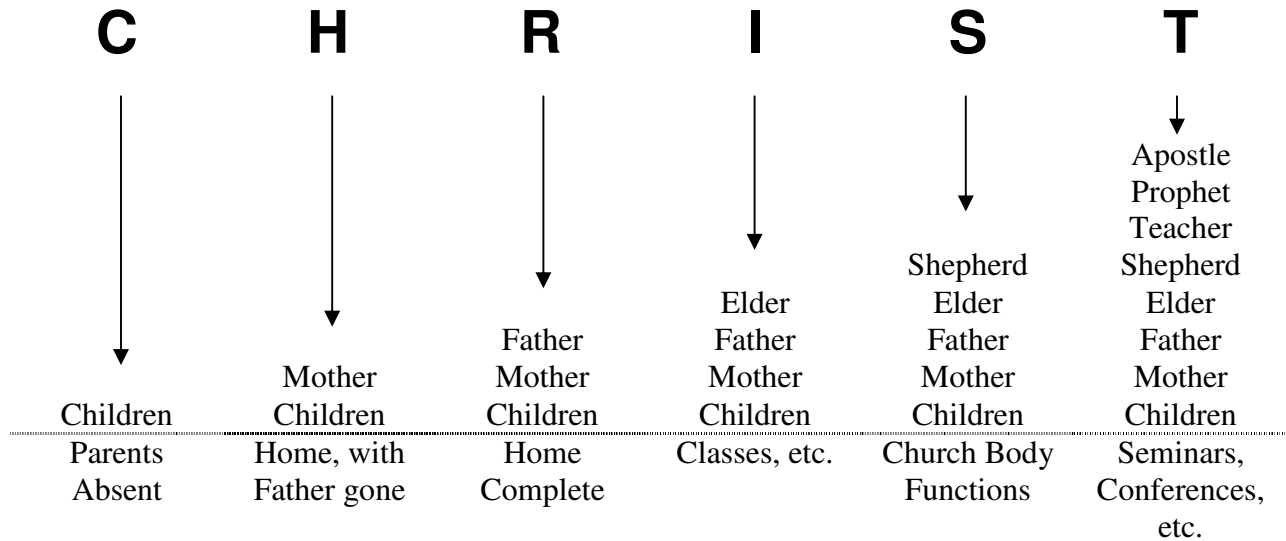 C H R I S T
Apostle
Prophet
Teacher
Shepherd Shepherd
Elder Elder Elder
Father Father Father Father
Mother Mother Mother Mother Mother
Children Children Children Children Children Children
Parents Home, with Home Classes, etc. Church Body Seminars,
Absent Father gone Complete Functions Conferences,
etc.